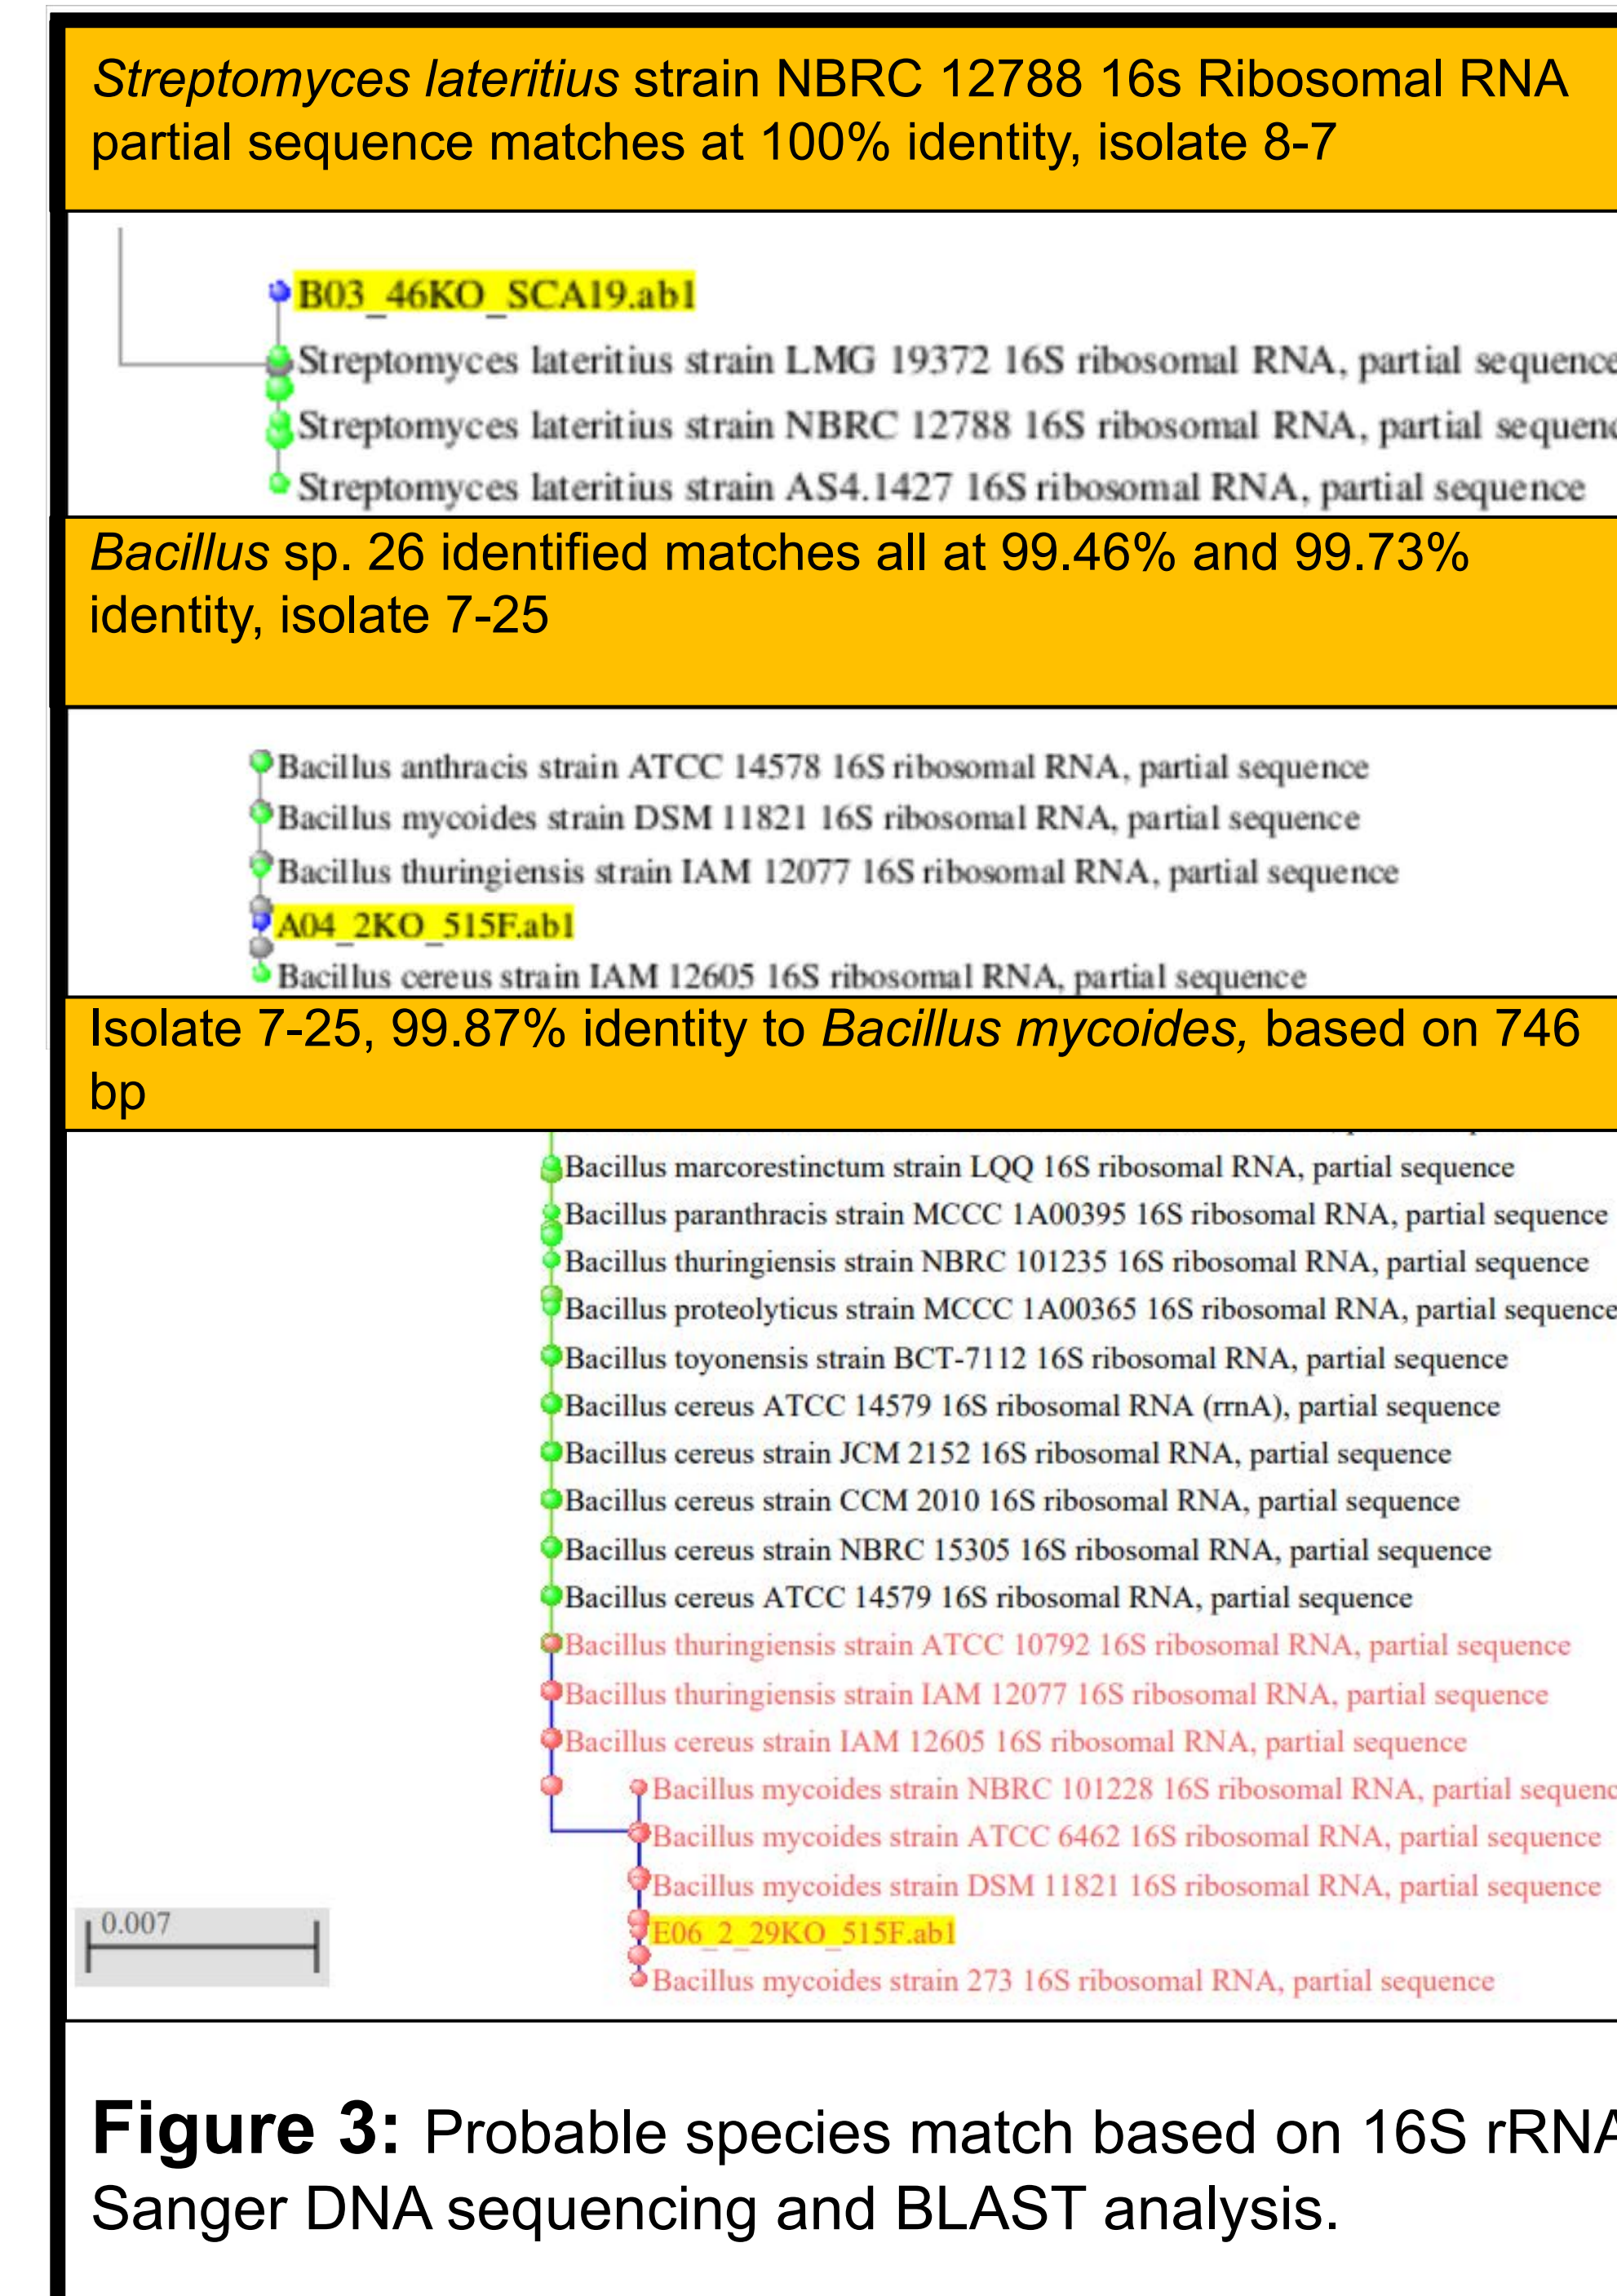 Streptomyces lateritius strain NBRC 12788 16s Ribosomal RNA
partial sequence matches at 100% identity, isolate 8-7
B03_46KO_SCA19.ab1
Streptomyces lateritius strain LMG 19372 16S ribosomal RNA, partial sequence
Streptomyces lateritius strain NBRC 12788 16S ribosomal RNA, partial
Streptomyces lateritius strain AS4.1427 16S ribosomal RNA, partial sequence
Bacillus sp. 26 identified matches all at 99.46% and 99.73%
identity, isolate 7-25
Bacillus anthracis strain ATCC 14578 16S ribosomal RNA, partial sequence
Bacillus mycoides strain DSM 11821 16S ribosomal RNA, partial sequence
Bacillus thuringiensis strain IAM 12077 16S ribosomal RNA, partial sequence
A04_2KO_515F.ab1
Bacillus cereus strain IAM 12605 16S ribosomal RNA, partial sequence
Isolate 7-25, 99.87% identity to Bacillus mycoides, based on 746
bp
Bacillus marcorestinctum strain LQQ 16S ribosomal RNA, partial sequence
Bacillus paranthracis strain MCCC 1A00395 16S ribosomal RNA, partial sequence
Bacillus thuringiensis strain NBRC 101235 16S ribosomal RNA, partial sequence
Bacillus proteolyticus strain MCCC 1A00365 16S ribosomal RNA, partial sequence
Bacillus toyonensis strain BCT-7112 16S ribosomal RNA, partial sequence
Bacillus cereus ATCC 14579 16S ribosomal RNA (rrnA), partial sequence
Bacillus cereus strain JCM 2152 16S ribosomal RNA, partial sequence
Bacillus cereus strain CCM 2010 16S ribosomal RNA, partial sequence
Bacillus cereus strain NBRC 15305 16S ribosomal RNA, partial sequence
Bacillus cereus ATCC 14579 16S ribosomal RNA, partial sequence
Bacillus thuringiensis strain ATCC 10792 16S ribosomal RNA, partial sequence
Bacillus thuringiensis strain IAM 12077 16S ribosomal RNA, partial sequence
Bacillus cereus strain IAM 12605 16S ribosomal RNA, partial sequence
Bacillus mycoides strain NBRC 101228 16S ribosomal RNA, partial
Bacillus mycoides strain ATCC 6462 16S ribosomal RNA, partial sequence
Bacillus mycoides strain DSM 11821 16S ribosomal RNA, partial sequence
E06_2_29KO_515F.ab1
Bacillus mycoides strain 273 16S ribosomal RNA, partial sequence
0.007
Figure 3: Probable species match based on 16S rRNA
Sanger DNA sequencing and BLAST analysis.